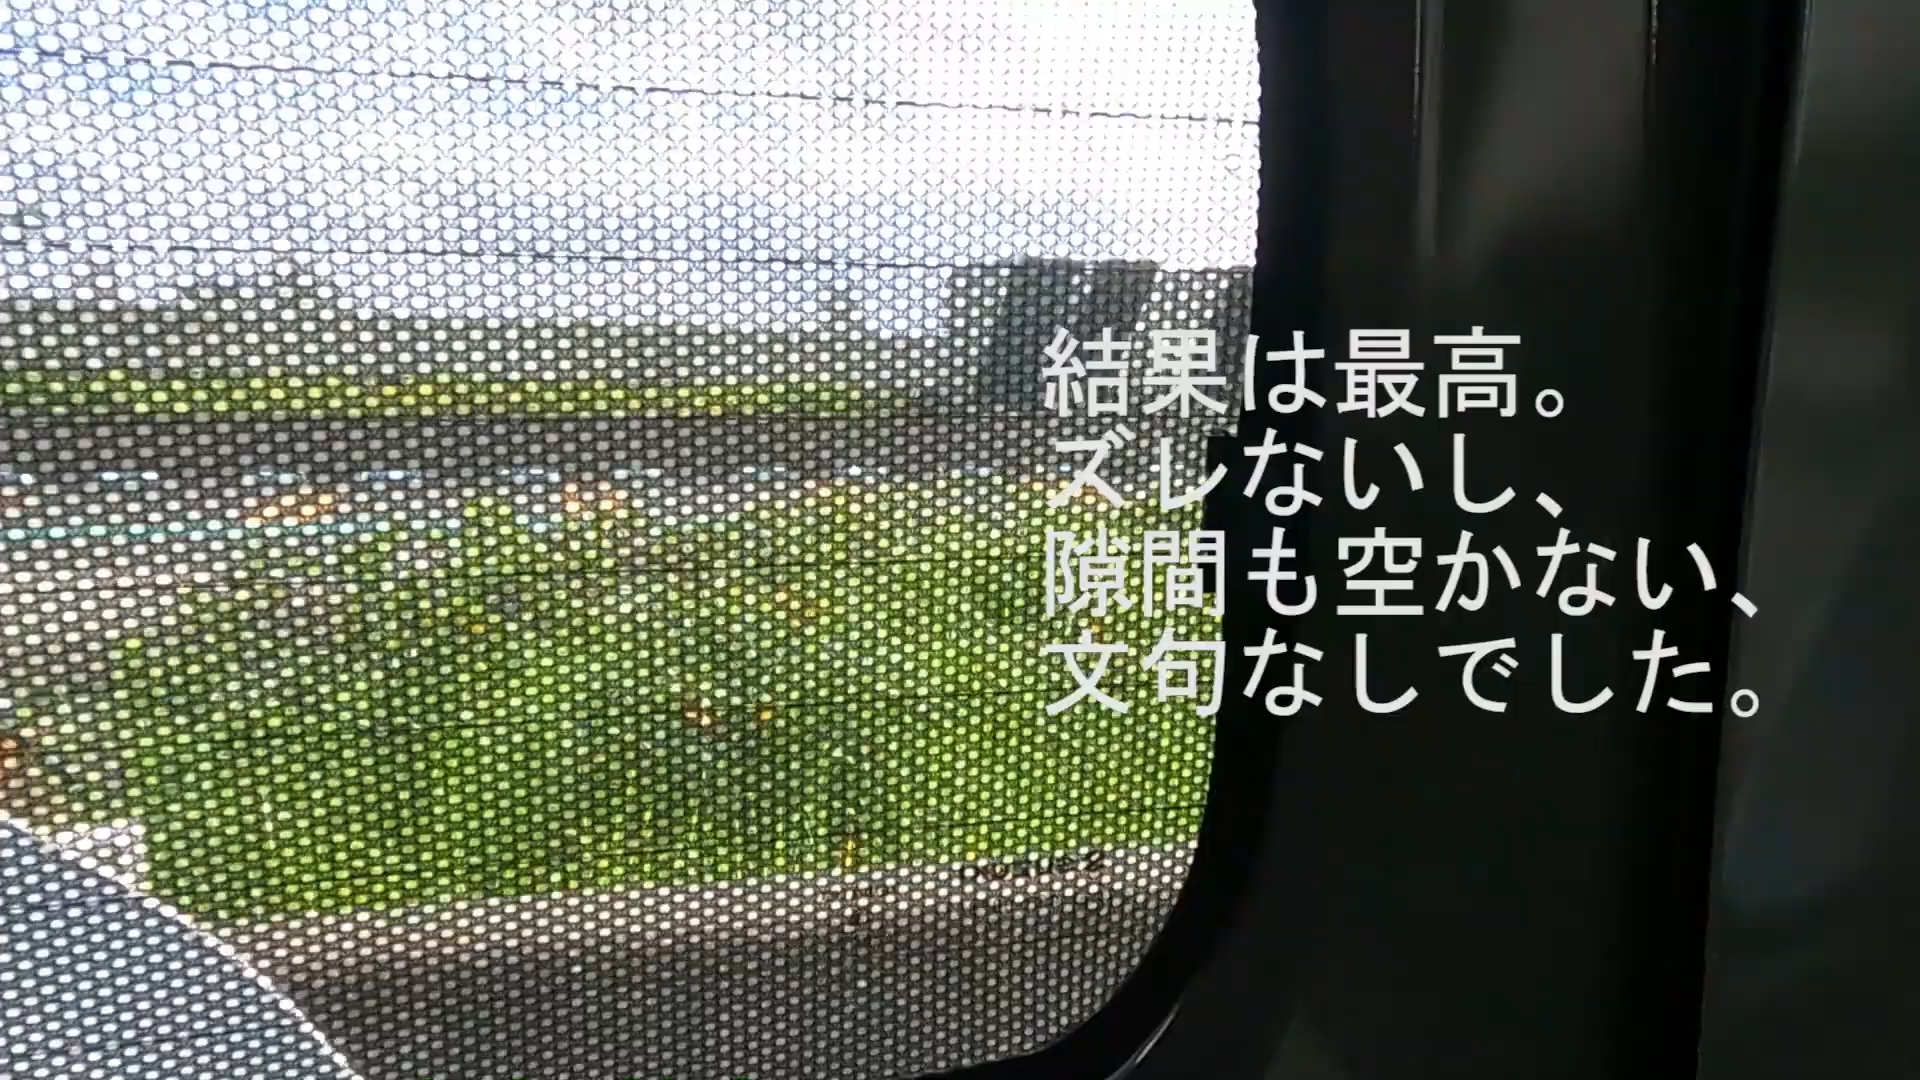 結果は最高。
ズレないし、
隙間も空かない、
文句なしでした。